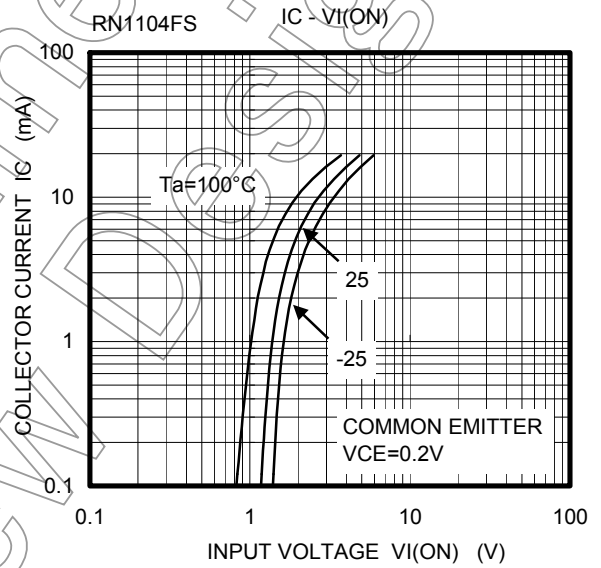 RN1104FS
IC - VI(ON)
100
10
1
0.1
COLLECTOR CURRENT IC (mA)
Ta=100°C
25
-25
COMMON EMITTER
VCE=0.2V
0.1
1
10
100
INPUT VOLTAGE VI(ON) (V)